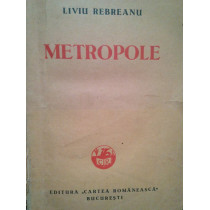 LIVIU REBREANU
METROPOLE
EDITURA «CARTEA ROMÂNEASCĂ»
BUCUREȘTI